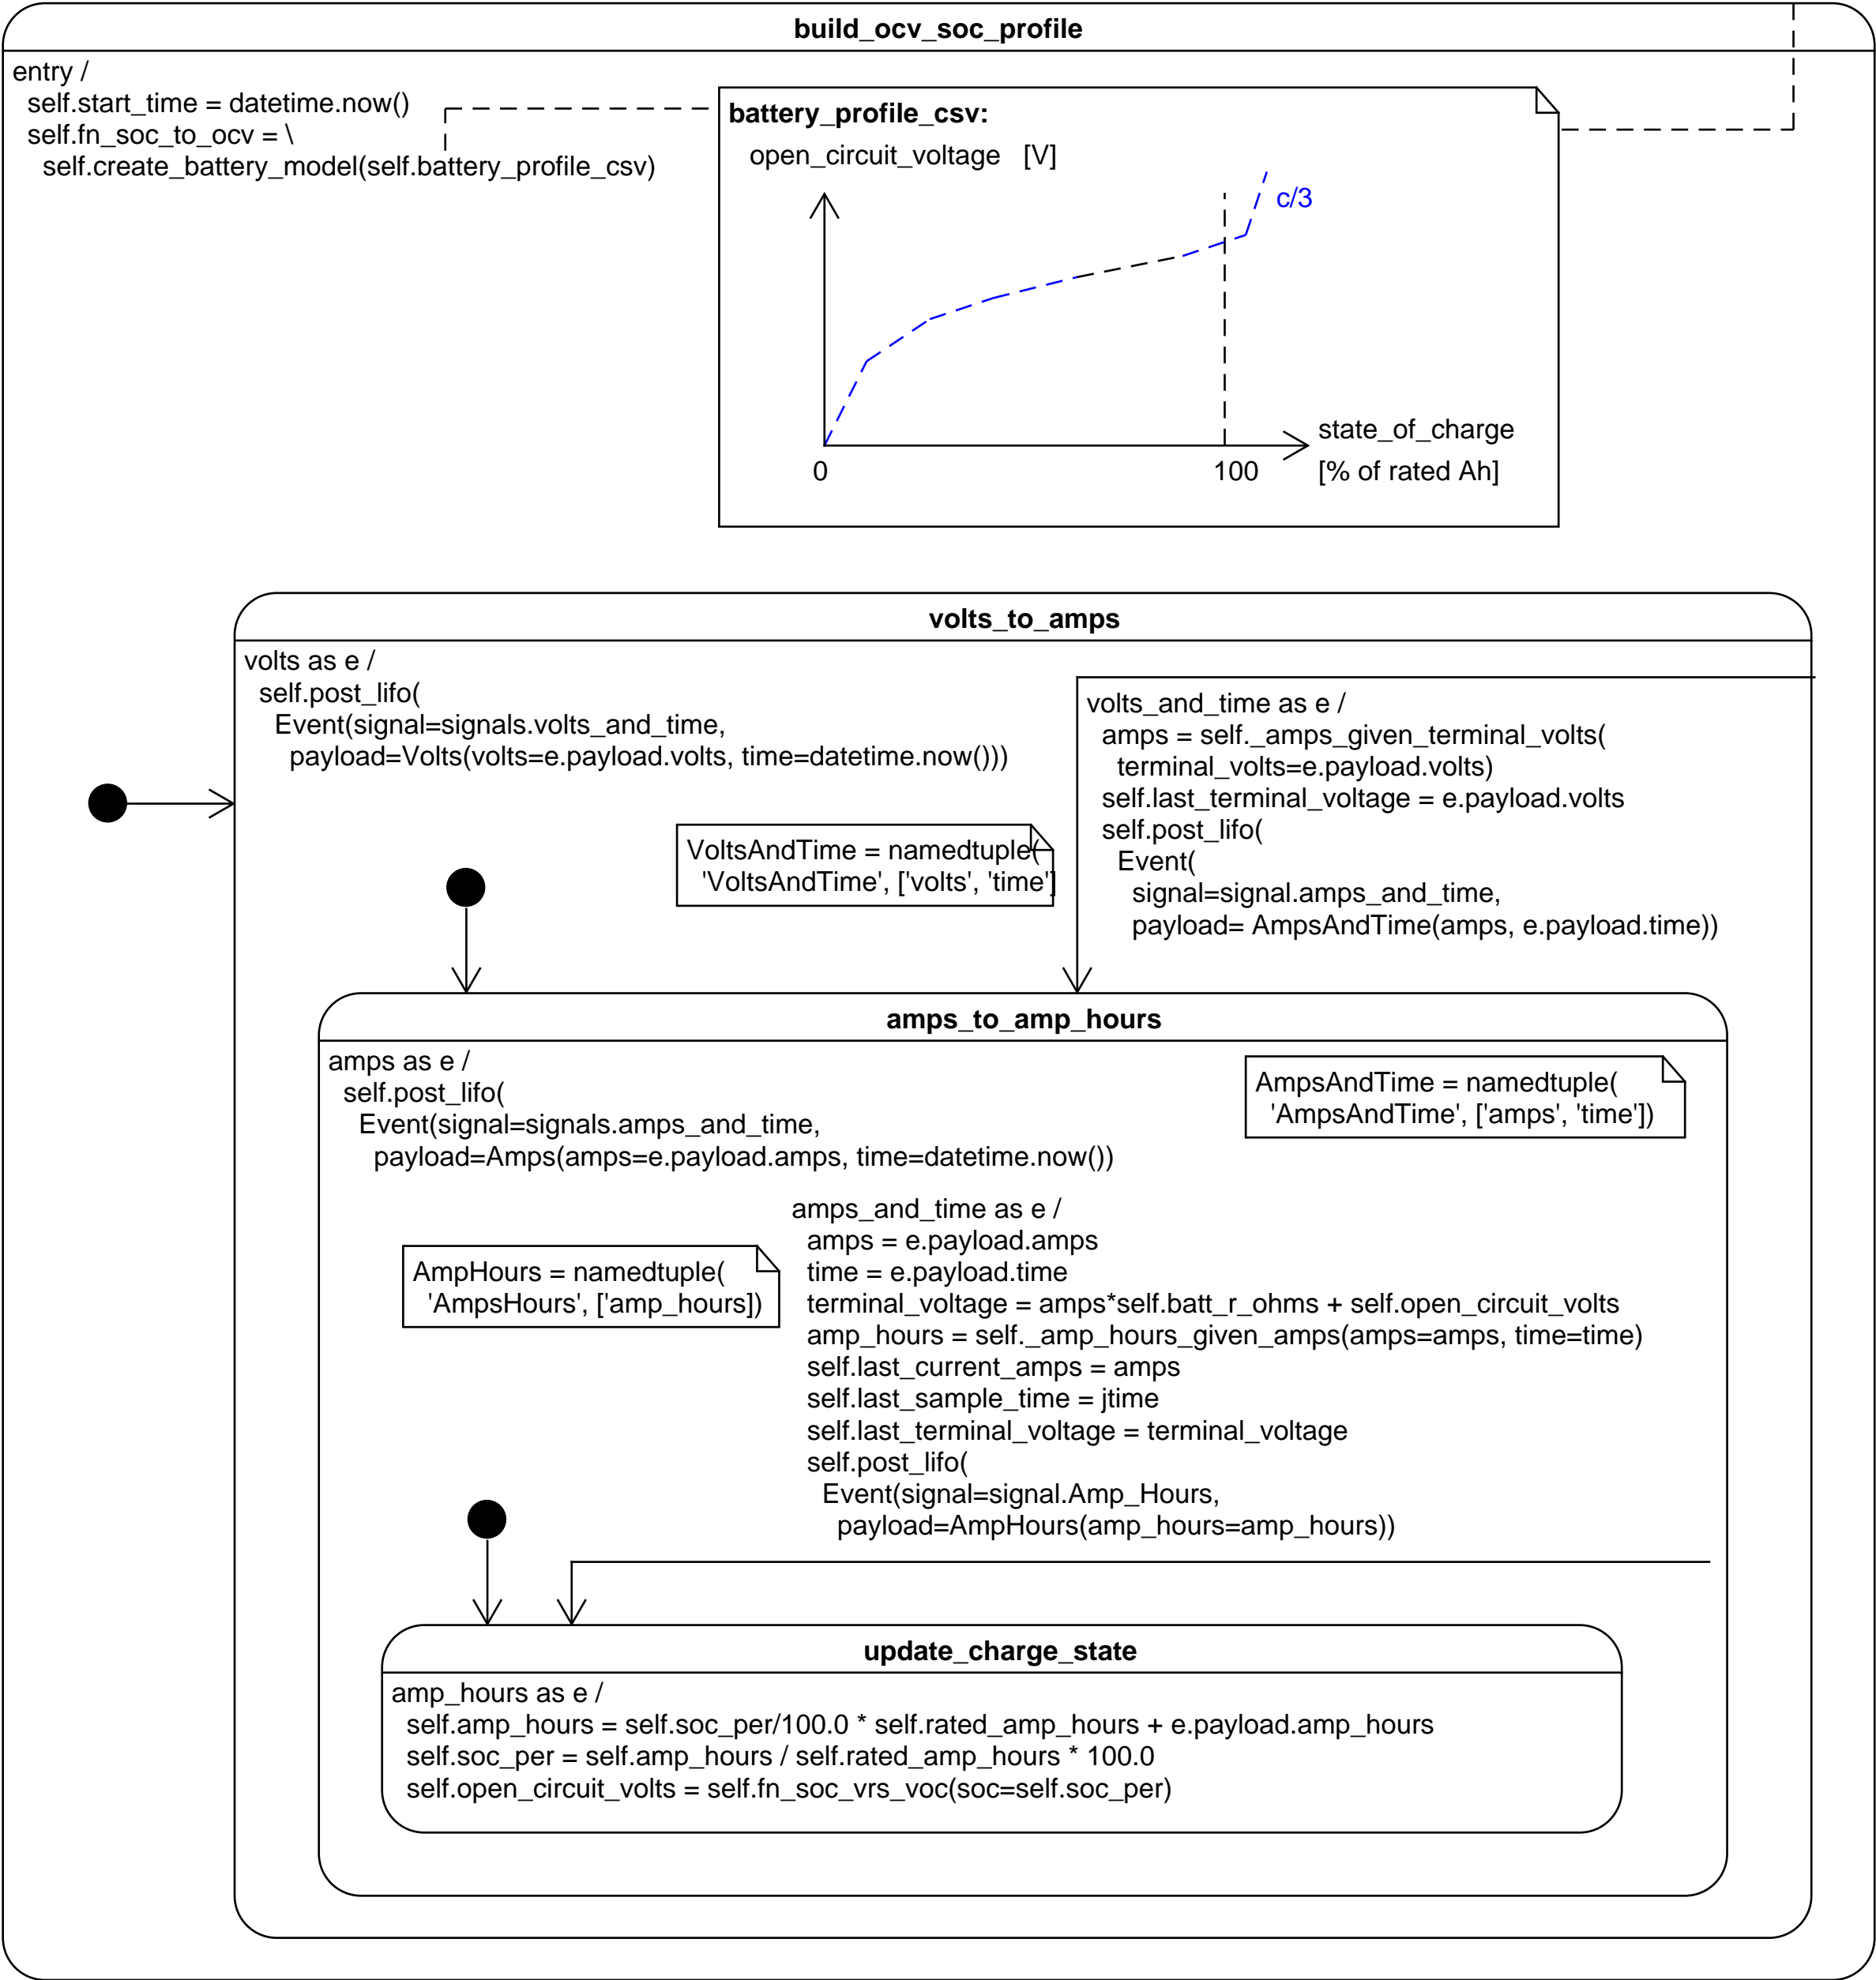 build_ocv_soc_profile
entry /
self.start_time = datetime.now()
self.fn_soc_to_ocv = \
self.create_battery_model(self.battery_profile_csv)
battery_profile_csv:
open_circuit_voltage [V]
c/3
state_of_charge
0
100
[% of rated Ah]
volts_to_amps
volts as e /
self.post_lifo(
Event(signal=signals.volts_and_time,
payload=Volts(volts=e.payload.volts, time=datetime.now()))
volts_and_time as e /
amps = self._amps_given_terminal_volts(
terminal_volts=e.payload.volts)
self.last_terminal_voltage = e.payload.volts
self.post_lifo(
Event(
signal=signal.amps_and_time,
payload= AmpsAndTime(amps, e.payload.time))
VoltsAndTime = namedtuple(
'VoltsAndTime', ['volts', 'time']
amps_to_amp_hours
amps as e /
self.post_lifo(
Event(signal=signals.amps_and_time,
payload=Amps(amps=e.payload.amps, time=datetime.now())
AmpsAndTime = namedtuple(
'AmpsAndTime', ['amps', 'time'])
amps_and_time as e /
amps = e.payload.amps
time = e.payload.time
terminal_voltage = amps*self.batt_r_ohms + self.open_circuit_volts
amp_hours = self._amp_hours_given_amps(amps=amps, time=time)
self.last_current_amps = amps
self.last_sample_time = jtime
self.last_terminal_voltage = terminal_voltage
self.post_lifo(
Event(signal=signal.Amp_Hours,
payload=AmpHours(amp_hours=amp_hours))
AmpHours = namedtuple(
'AmpsHours', ['amp_hours])
update_charge_state
amp_hours as e /
self.amp_hours = self.soc_per/100.0 * self.rated_amp_hours + e.payload.amp_hours
self.soc_per = self.amp_hours / self.rated_amp_hours * 100.0
self.open_circuit_volts = self.fn_soc_vrs_voc(soc=self.soc_per)